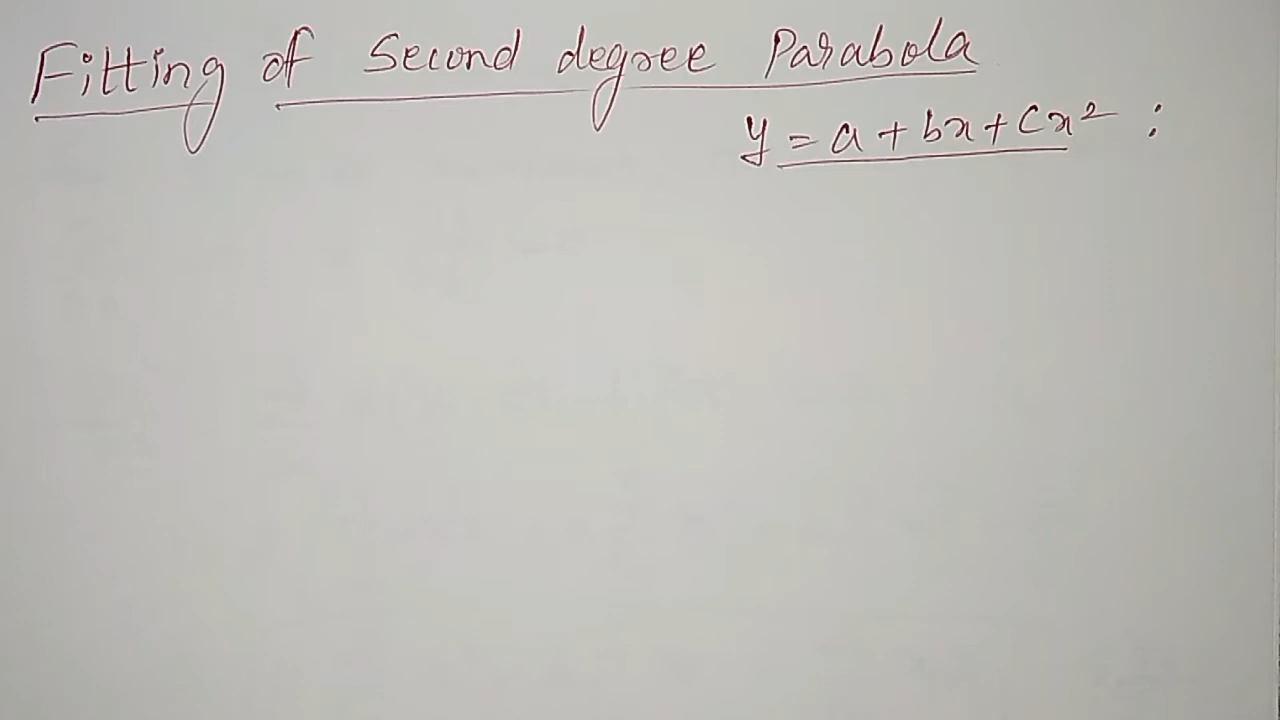 Fitting of Second degree Parabola
y = a + bx + Cx² :